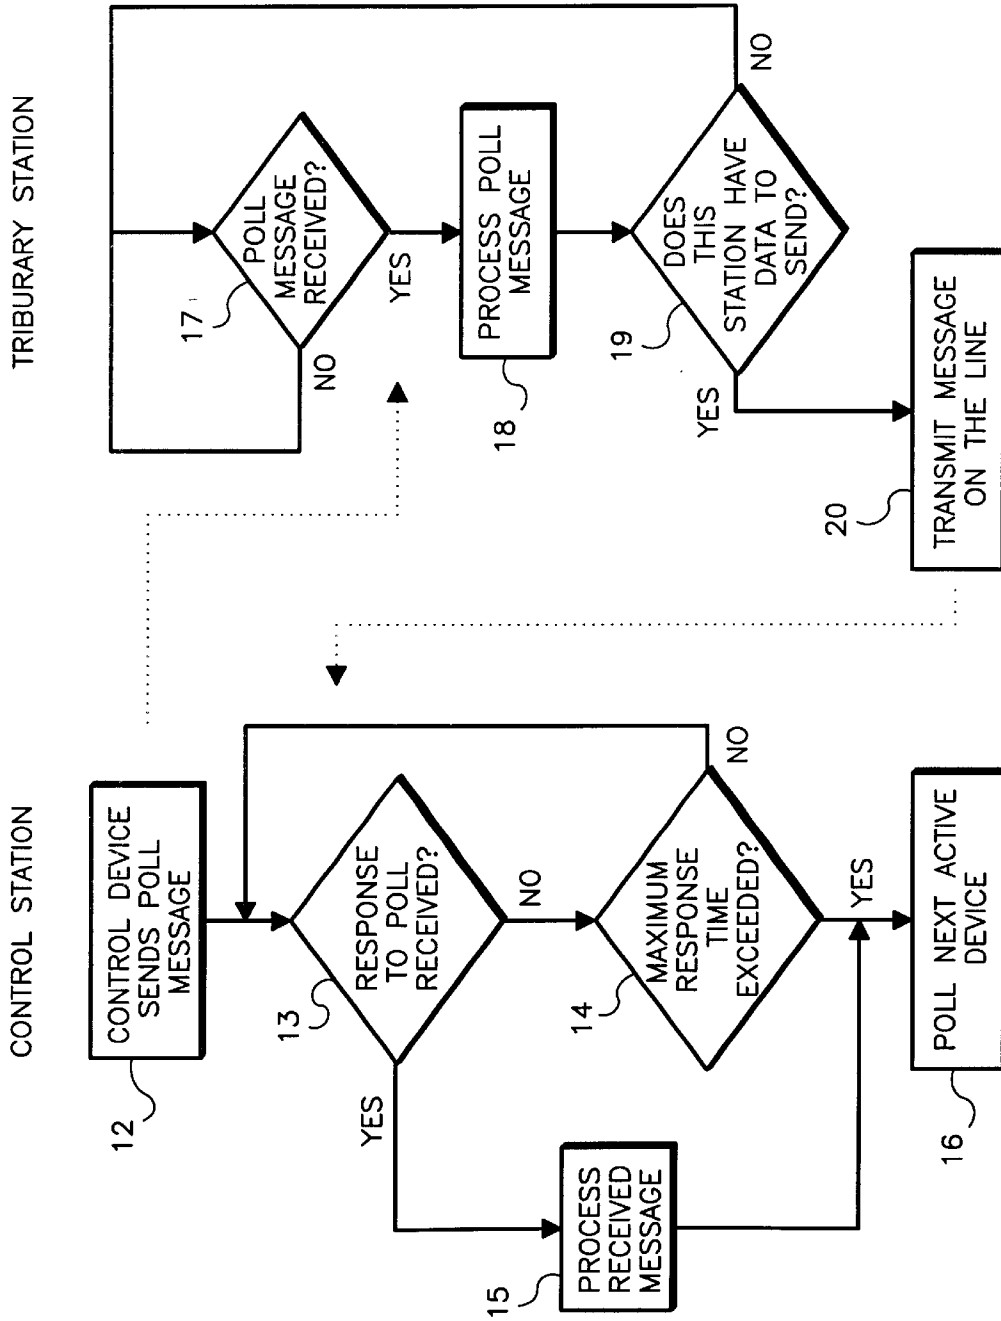 CONTROL STATION
12
CONTROL DEVICE
SENDS POLL
MESSAGE
13
RESPONSE
TO POLL
RECEIVED?
YES
NO
14
MAXIMUM
RESPONSE
TIME
EXCEEDED?
NO
YES
15
PROCESS
RECEIVED
MESSAGE
16
POLL NEXT ACTIVE
DEVICE
TRIBURARY STATION
17
POLL
MESSAGE
RECEIVED?
NO
YES
18
PROCESS POLL
MESSAGE
19
DOES
THIS
STATION HAVE
DATA TO
SEND?
NO
YES
20
TRANSMIT MESSAGE
ON THE LINE